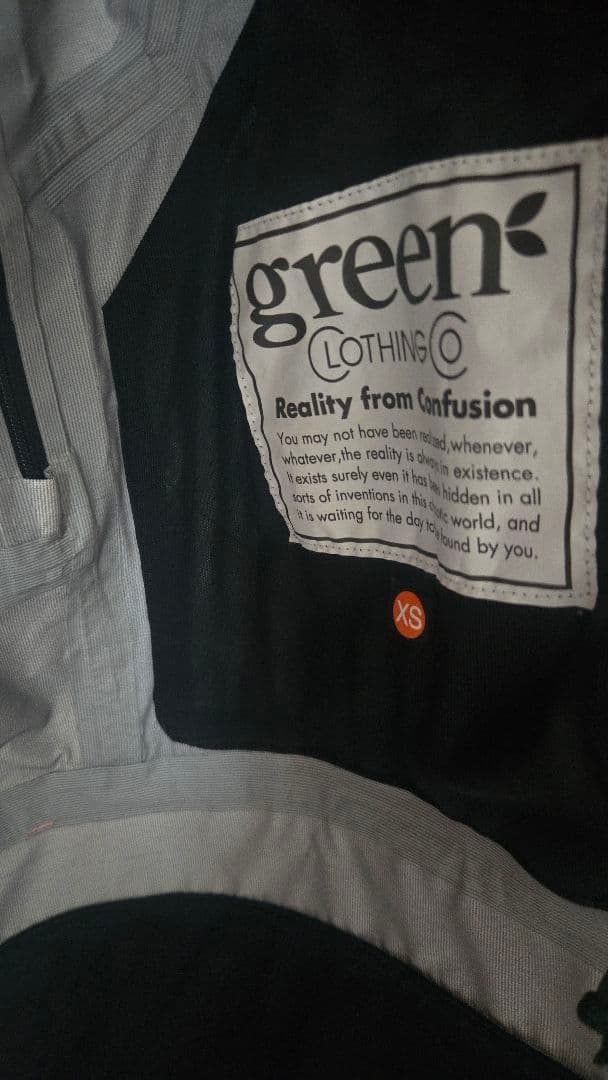 green
CLOTHING CO
Reality from Confusion
You may not have been realized,whenever,
whatever,the reality is always in existence.
It exists surely even it has been hidden in all
sorts of inventions in this chaotic world, and
it is waiting for the day to be found by you.
XS